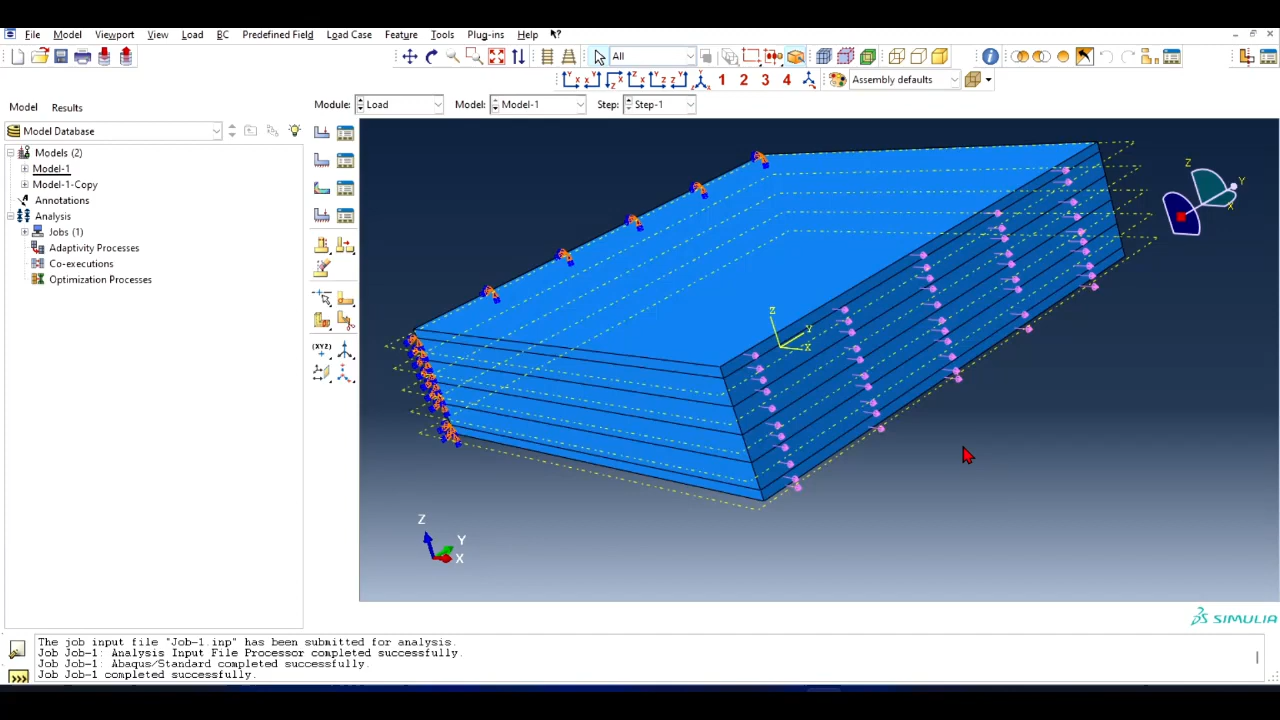 File Model Viewport View Load BC Predefined Field Load Case Feature Tools Plug-ins Help
All
1 2 3 4 Assembly defaults
Model Results
Module: Load Model: Model-1 Step: Step-1
Model Database
Models (2)
Model-1
Model-1-Copy
Annotations
Analysis
Jobs (1)
Adaptivity Processes
Co-executions
Optimization Processes
(XYZ)
Z
Y
X
Z
Y
X
Z
Y
X
SIMULIA
The job input file "Job-1.inp" has been submitted for analysis.
Job Job-1: Analysis Input File Processor completed successfully.
Job Job-1: Abaqus/Standard completed successfully.
Job Job-1 completed successfully.
>>>